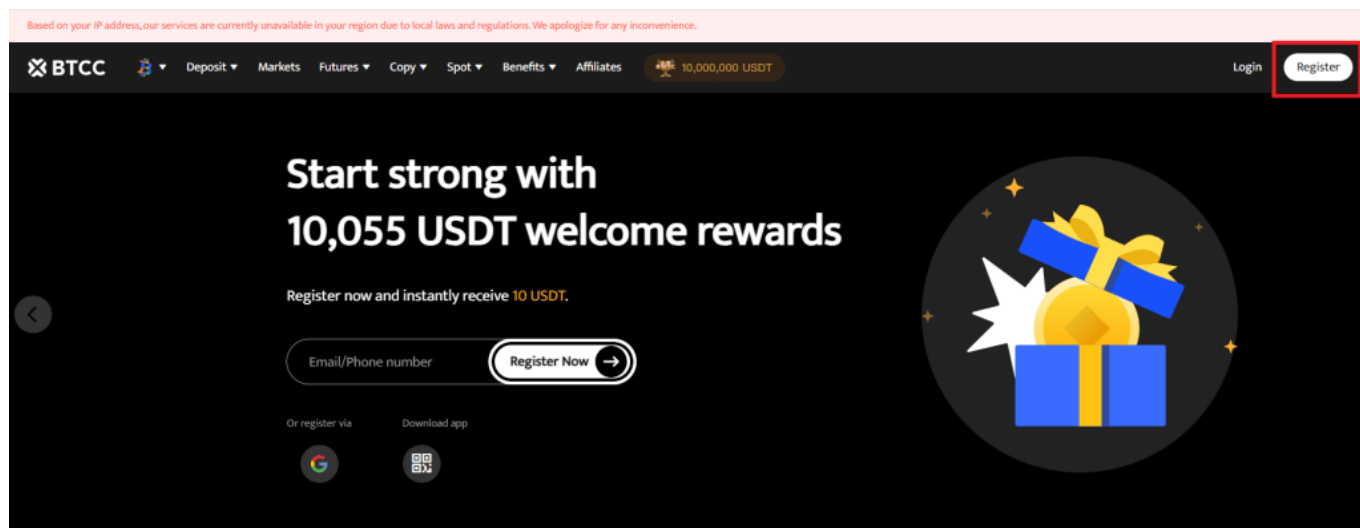 Based on your IP address, our services are currently unavailable in your region due to local laws and regulations. We apologize for any inconvenience.
BTCC Deposit Markets Futures Copy Spot Benefits Affiliates 10,000,000 USDT Login Register
Start strong with
10,055 USDT welcome rewards
Register now and instantly receive 10 USDT.
Email/Phone number Register Now
Or register via Download app